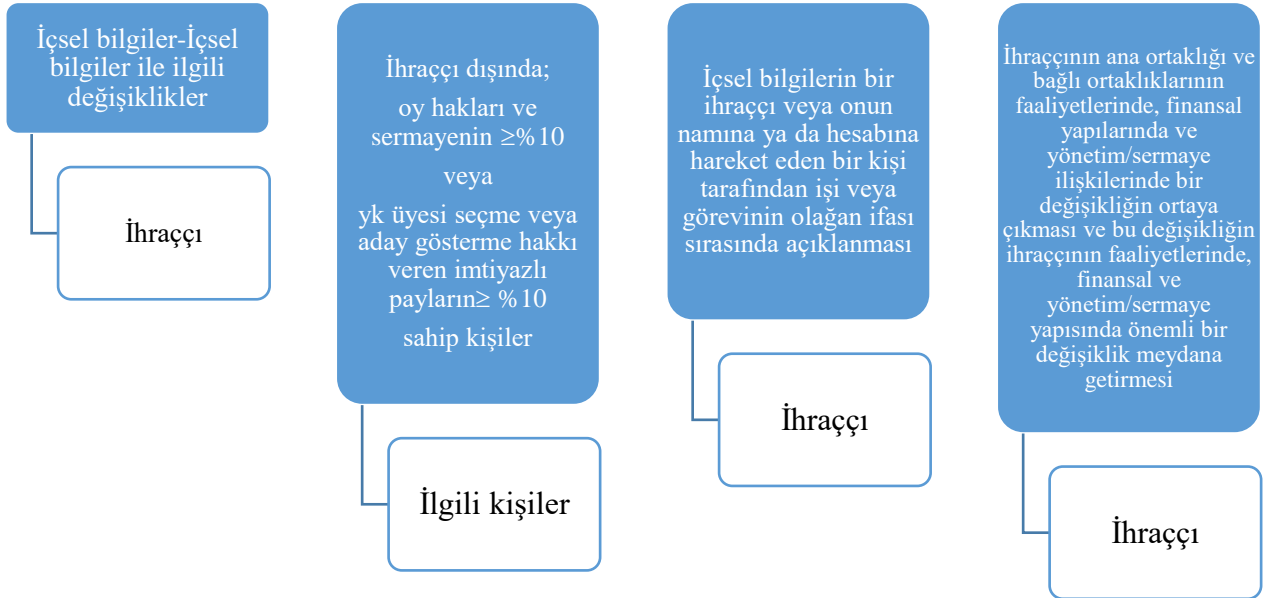 İçsel bilgiler-İçsel
bilgiler ile ilgili
değişiklikler
İhraççı
İhraççı dışında;
oy hakları ve
sermayenin ≥%10
veya
yk üyesi seçme veya
aday gösterme hakkı
veren imtiyazlı
payların≥ %10
sahip kişiler
İlgili kişiler
İçsel bilgilerin bir
ihraççı veya onun
namına ya da hesabına
hareket eden bir kişi
tarafından işi veya
görevinin olağan ifası
sırasında açıklanması
İhraççı
İhraççının ana ortaklığı ve
bağlı ortaklıklarının
faaliyetlerinde, finansal
yapılarında ve
yönetim/sermaye
ilişkilerinde bir
değişikliğin ortaya
çıkması ve bu değişikliğin
ihraççının faaliyetlerinde,
finansal ve
yönetim/sermaye
yapısında önemli bir
değişiklik meydana
getirmesi
İhraççı